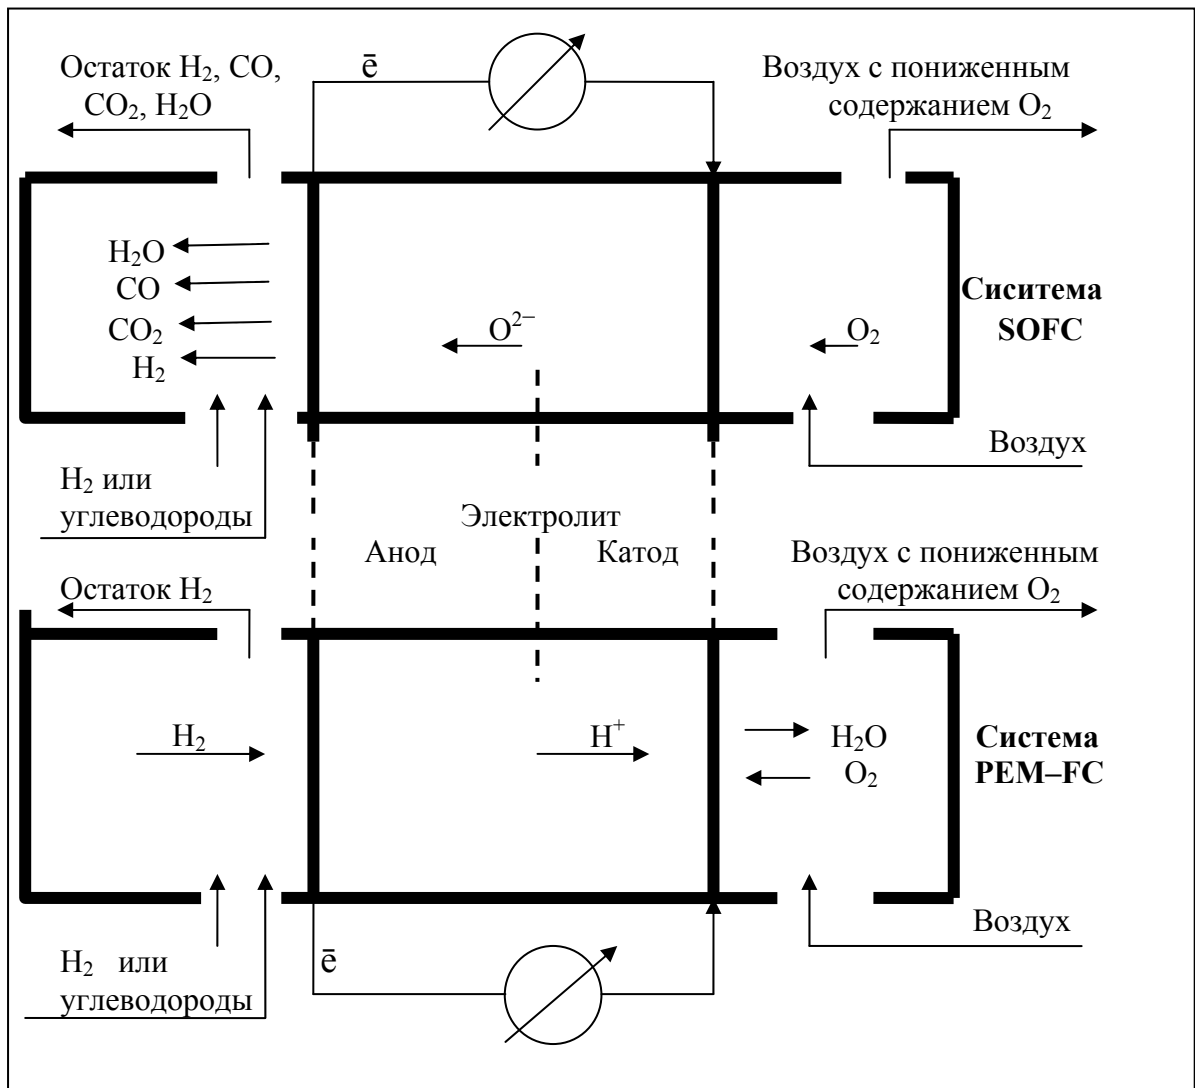 Остаток H₂, CO,
CO₂, H₂O
ē
Воздух с пониженным
содержанием O₂
H₂O
CO
CO₂
H₂
O²⁻
O₂
Сиситема
SOFC
Воздух
H₂ или
углеводороды
Электролит
Анод
Катод
Воздух с пониженным
содержанием O₂
Остаток H₂
H₂
H⁺
H₂O
O₂
Система
PEM–FC
Воздух
ē
H₂ или
углеводороды